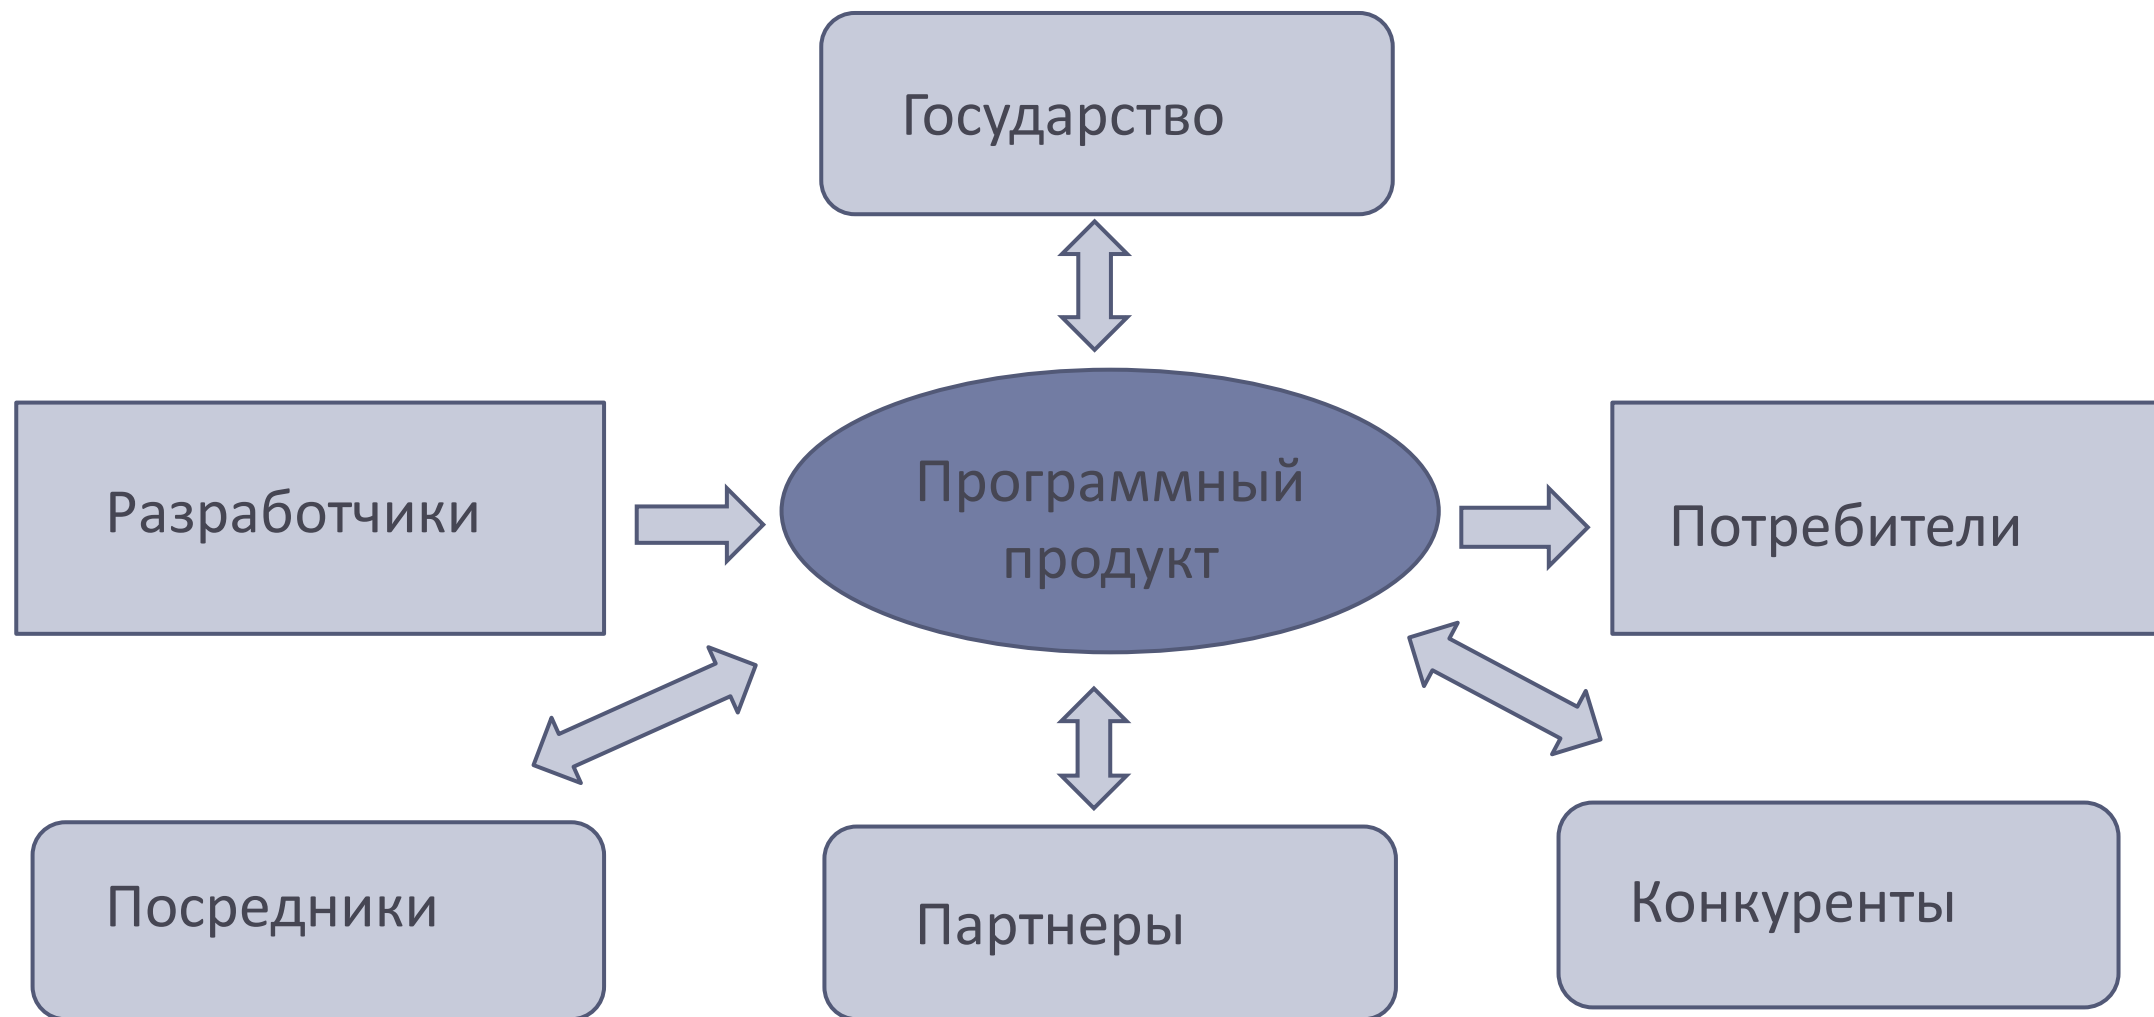 Государство
Разработчики
Программный
продукт
Потребители
Посредники
Партнеры
Конкуренты